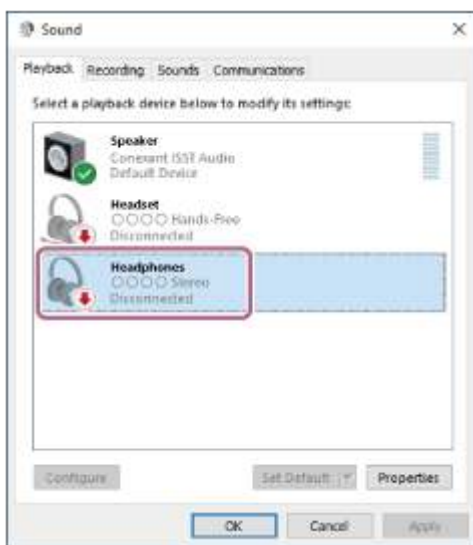 Sound
Playback Recording Sounds Communications
Select a playback device below to modify its settings:
Speaker
Conexant ISST Audio
Default Device
Headset
○○○○ Hands-Free
Disconnected
Headphones
○○○○ Stereo
Disconnected
Configure Set Default Properties
OK Cancel Apply